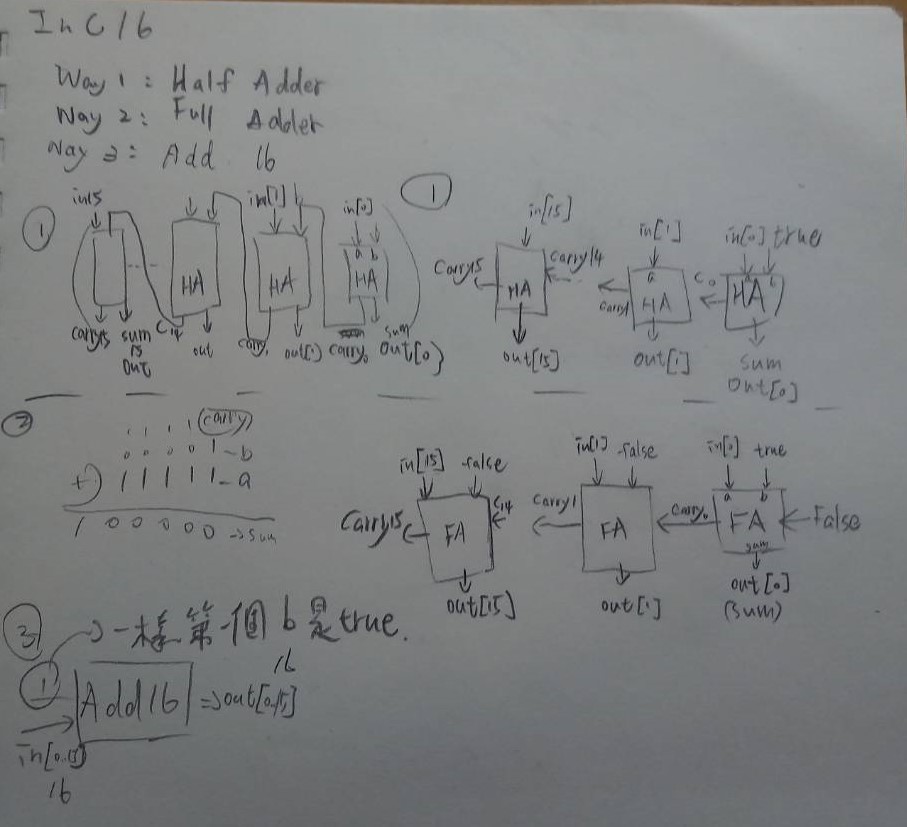 InC16
Way 1: Half Adder
Way 2: Full Adder
Way 3: Add 16
①
in15 in[1] in[0]
a b
HA HA HA
carry15 sum C14 out carry1 out[1] carry0 sum
15 out[0]
out
①
in[15] in[1] in[0] true
carry15 carry14 a C0 a b
HA carry1 HA HA
out[15] out[1] sum
out[0]
②
1 1 1 1 carry
0 0 0 0 1 - b
+) 1 1 1 1 1 - a
1 0 0 0 0 0 -> sum
in[15] false in[1] false in[0] true
a b
carry15 C14 carry1 carry0 False
FA FA FA
sum
out[15] out[1] out[0]
(sum)
③
→一樣第一個b是true.
1 Add16 => out[0..15]
16
in[0..15]
16